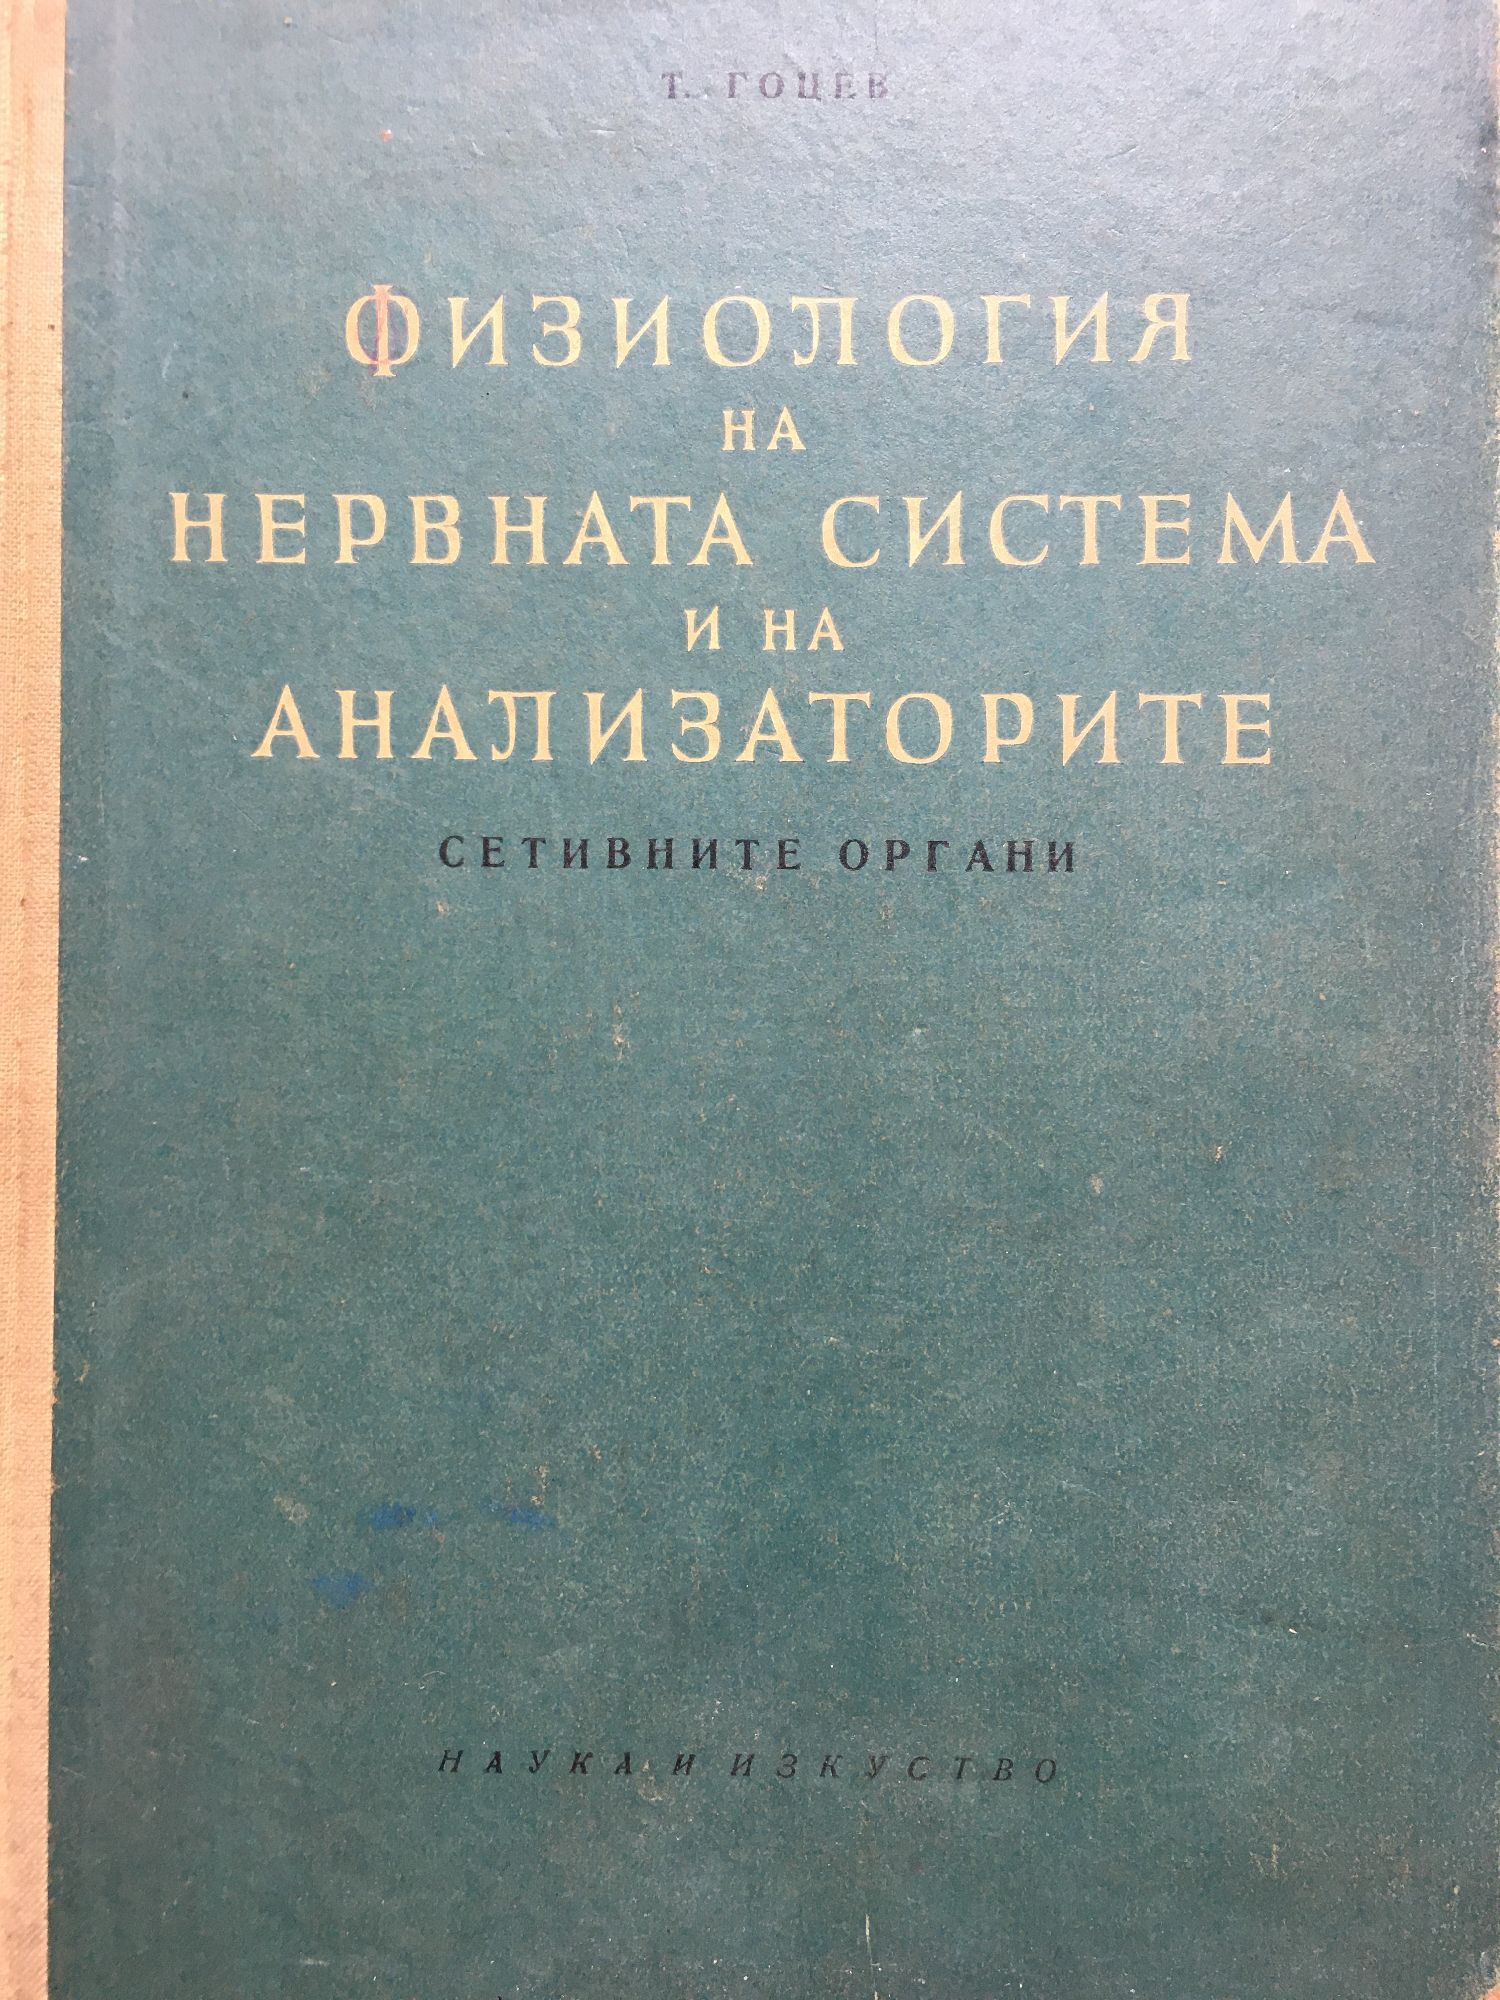 Т. ГОЦЕВ
ФИЗИОЛОГИЯ
НА
НЕРВНАТА СИСТЕМА
И НА
АНАЛИЗАТОРИТЕ
СЕТИВНИТЕ ОРГАНИ
НАУКА И ИЗКУСТВО